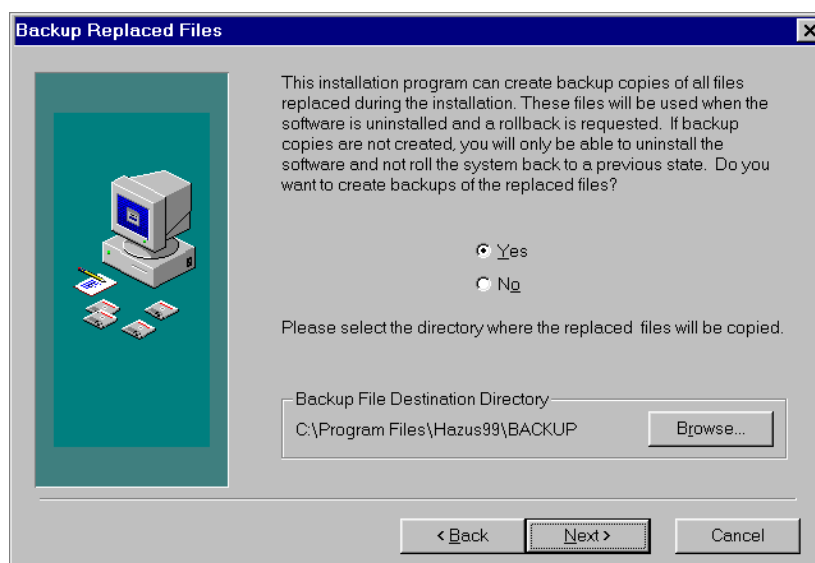 Backup Replaced Files
This installation program can create backup copies of all files
replaced during the installation. These files will be used when the
software is uninstalled and a rollback is requested. If backup
copies are not created, you will only be able to uninstall the
software and not roll the system back to a previous state. Do you
want to create backups of the replaced files?
Yes
No
Please select the directory where the replaced files will be copied.
Backup File Destination Directory
C:\Program Files\Hazus99\BACKUP
Browse...
< Back
Next >
Cancel